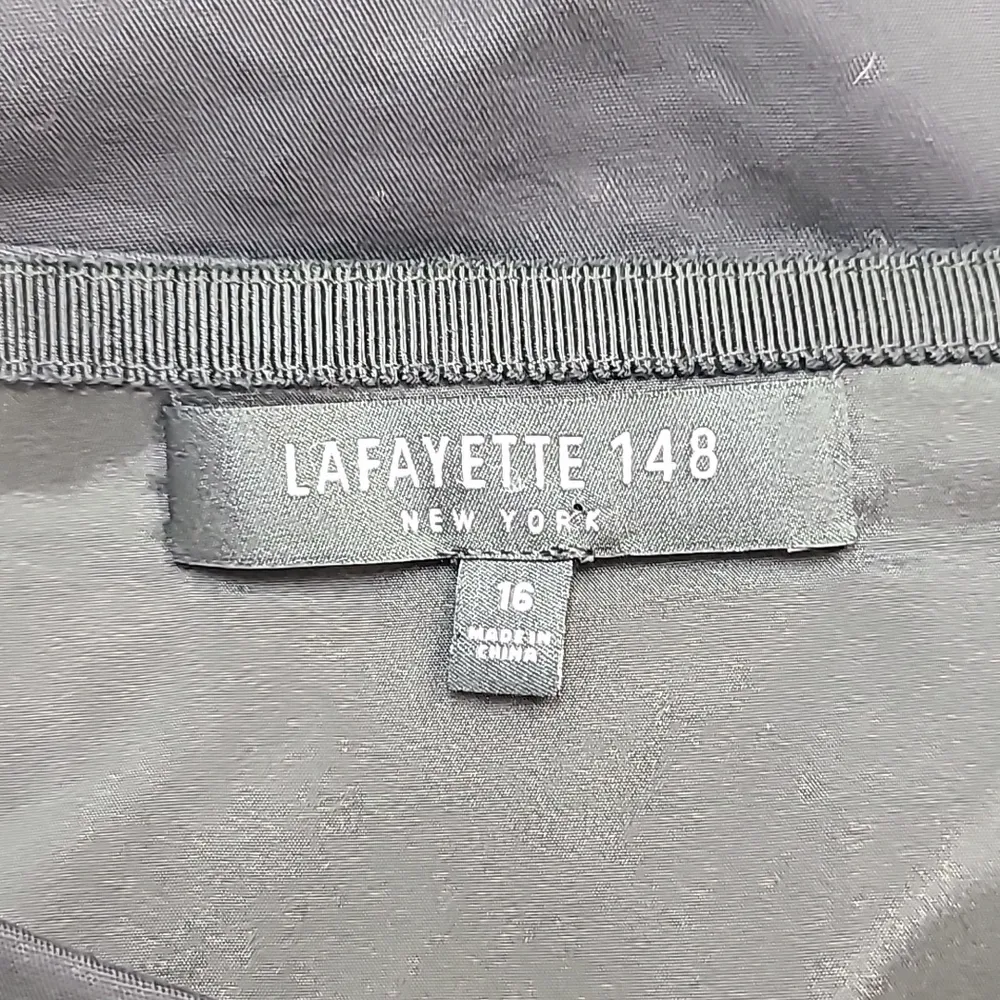 LAFAYETTE 148
NEW YORK
16
MADE IN
CHINA